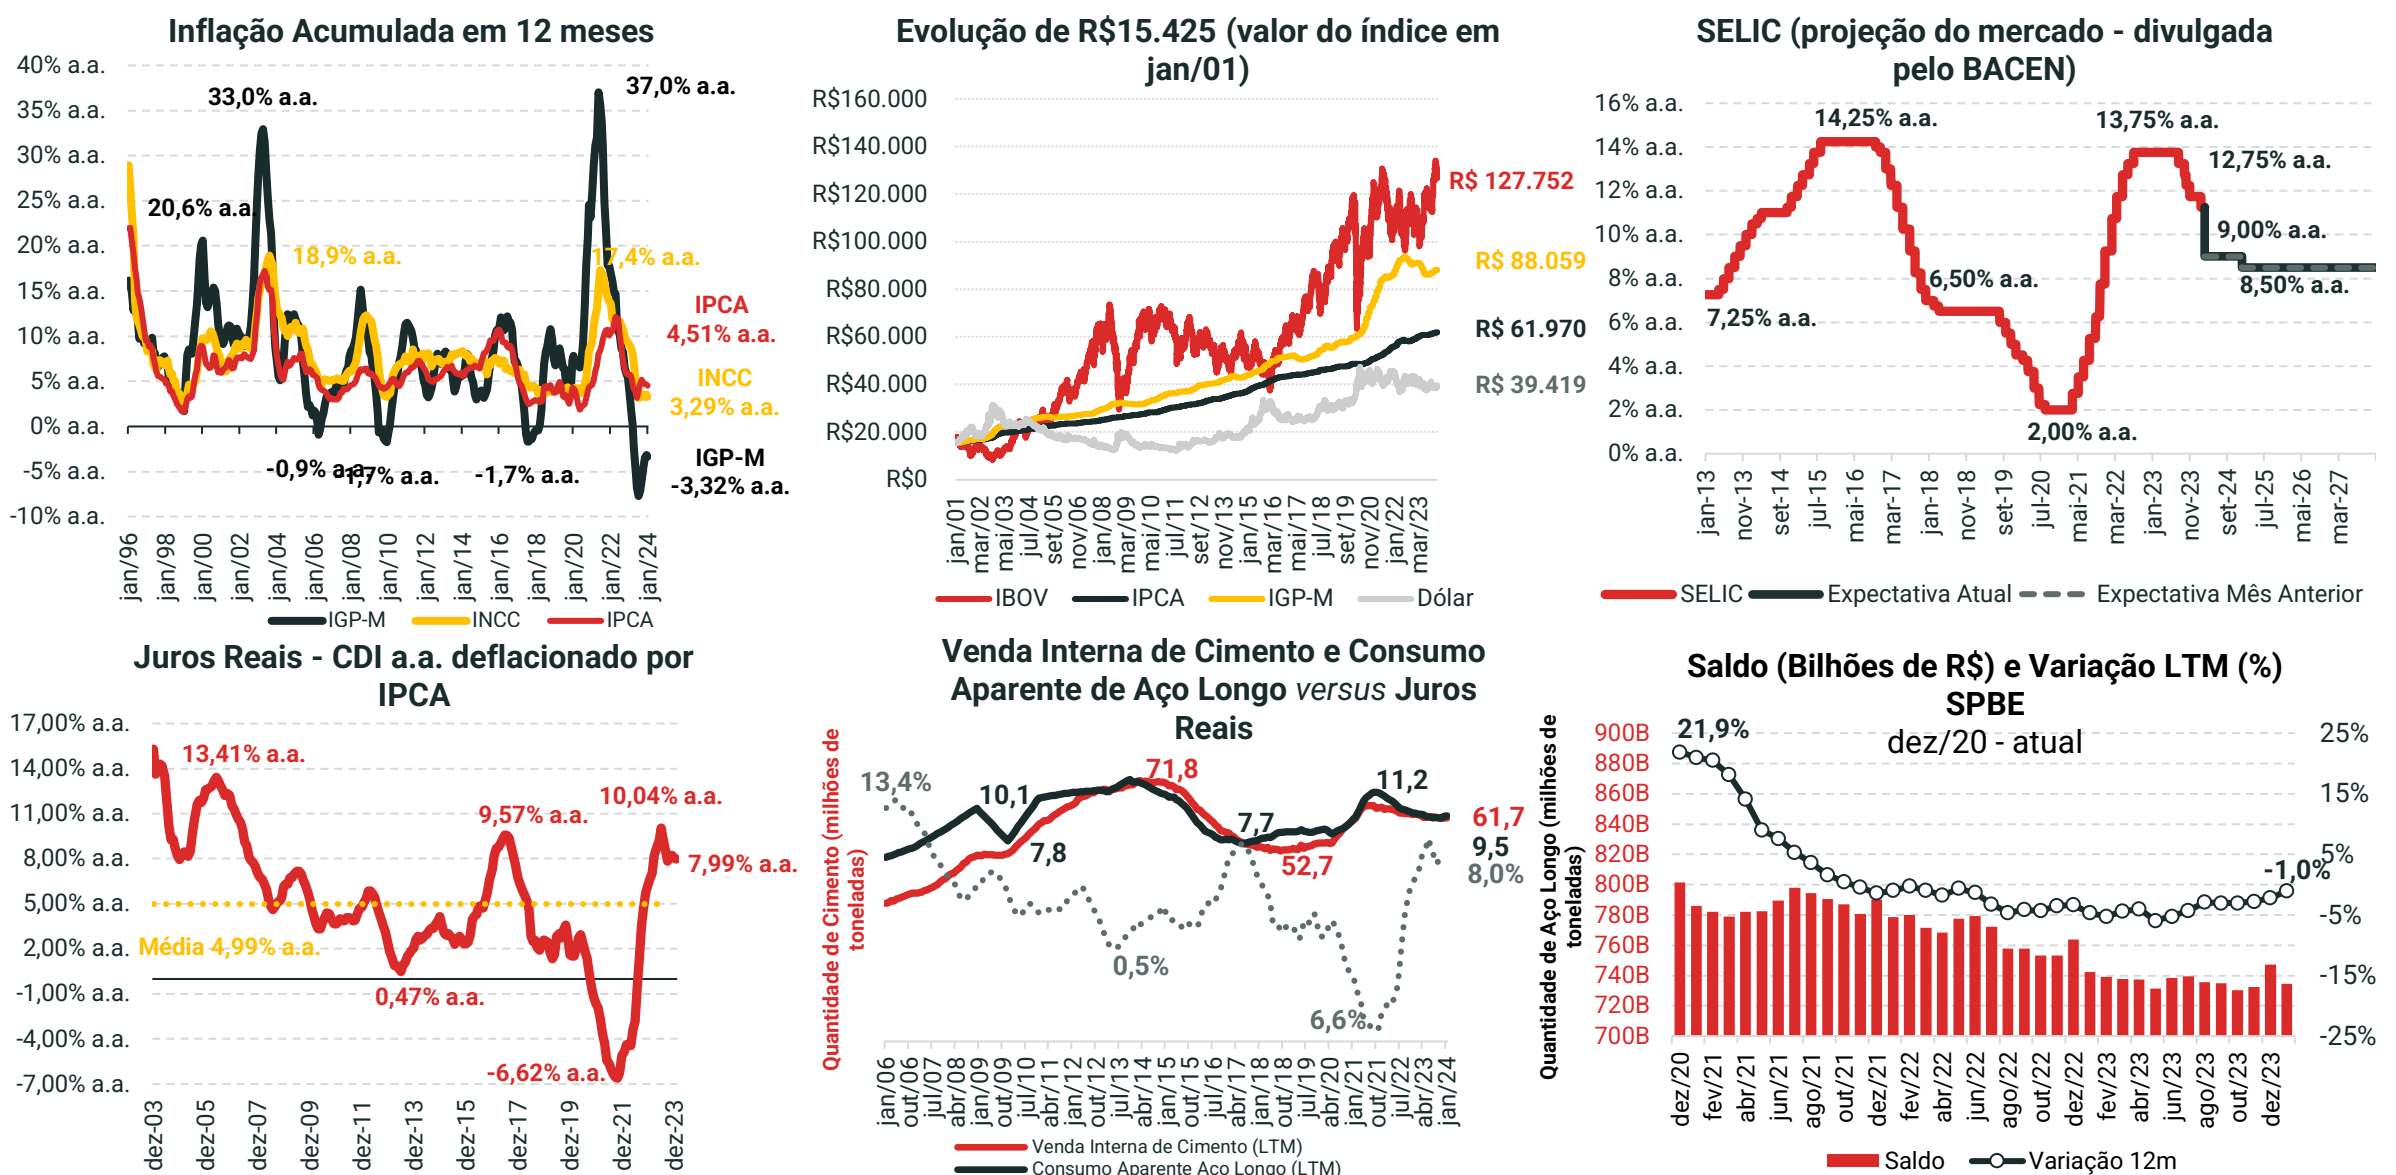 Inflação Acumulada em 12 meses
40% a.a.
35% a.a.
30% a.a.
25% a.a.
20% a.a.
15% a.a.
10% a.a.
5% a.a.
0% a.a.
-5% a.a.
-10% a.a.
33,0% a.a.
37,0% a.a.
20,6% a.a.
18,9% a.a.
17,4% a.a.
IPCA
4,51% a.a.
INCC
3,29% a.a.
IGP-M
-3,32% a.a.
-0,9% a.a.
-1,7% a.a.
-1,7% a.a.
jan/96
jan/98
jan/00
jan/02
jan/04
jan/06
jan/08
jan/10
jan/12
jan/14
jan/16
jan/18
jan/20
jan/22
jan/24
IGP-M INCC IPCA
Evolução de R$15.425 (valor do índice em
jan/01)
R$160.000
R$140.000
R$120.000
R$100.000
R$80.000
R$60.000
R$40.000
R$20.000
R$0
R$ 127.752
R$ 88.059
R$ 61.970
R$ 39.419
jan/01
mar/02
mai/03
jul/04
set/05
nov/06
jan/08
mar/09
mai/10
jul/11
set/12
nov/13
jan/15
mar/16
mai/17
jul/18
set/19
nov/20
jan/22
mar/23
IBOV IPCA IGP-M Dólar
SELIC (projeção do mercado - divulgada
pelo BACEN)
16% a.a.
14% a.a.
12% a.a.
10% a.a.
8% a.a.
6% a.a.
4% a.a.
2% a.a.
0% a.a.
14,25% a.a.
13,75% a.a.
12,75% a.a.
9,00% a.a.
6,50% a.a.
8,50% a.a.
7,25% a.a.
2,00% a.a.
jan-13
nov-13
set-14
jul-15
mai-16
mar-17
jan-18
nov-18
set-19
jul-20
mai-21
mar-22
jan-23
nov-23
set-24
jul-25
mai-26
mar-27
SELIC Expectativa Atual Expectativa Mês Anterior
Juros Reais - CDI a.a. deflacionado por
IPCA
17,00% a.a.
14,00% a.a.
11,00% a.a.
8,00% a.a.
5,00% a.a.
2,00% a.a.
-1,00% a.a.
-4,00% a.a.
-7,00% a.a.
13,41% a.a.
10,04% a.a.
9,57% a.a.
7,99% a.a.
Média 4,99% a.a.
0,47% a.a.
-6,62% a.a.
dez-03
dez-05
dez-07
dez-09
dez-11
dez-13
dez-15
dez-17
dez-19
dez-21
dez-23
Venda Interna de Cimento e Consumo
Aparente de Aço Longo versus Juros
Reais
Quantidade de Cimento (milhões de
toneladas)
13,4%
10,1
71,8
11,2
61,7
9,5
8,0%
7,8
7,7
52,7
0,5%
6,6%
jan/06
out/06
jul/07
abr/08
jan/09
out/09
jul/10
abr/11
jan/12
out/12
jul/13
abr/14
jan/15
out/15
jul/16
abr/17
jan/18
out/18
jul/19
abr/20
jan/21
out/21
jul/22
abr/23
jan/24
Quantidade de Aço Longo (milhões de
toneladas)
Venda Interna de Cimento (LTM)
Consumo Aparente Aço Longo (LTM)
Saldo (Bilhões de R$) e Variação LTM (%)
SPBE
dez/20 - atual
900B
880B
860B
840B
820B
800B
780B
760B
740B
720B
700B
21,9%
-1,0%
25%
15%
5%
-5%
-15%
-25%
dez/20
fev/21
abr/21
jun/21
ago/21
out/21
dez/21
fev/22
abr/22
jun/22
ago/22
out/22
dez/22
fev/23
abr/23
jun/23
ago/23
out/23
dez/23
Saldo Variação 12m